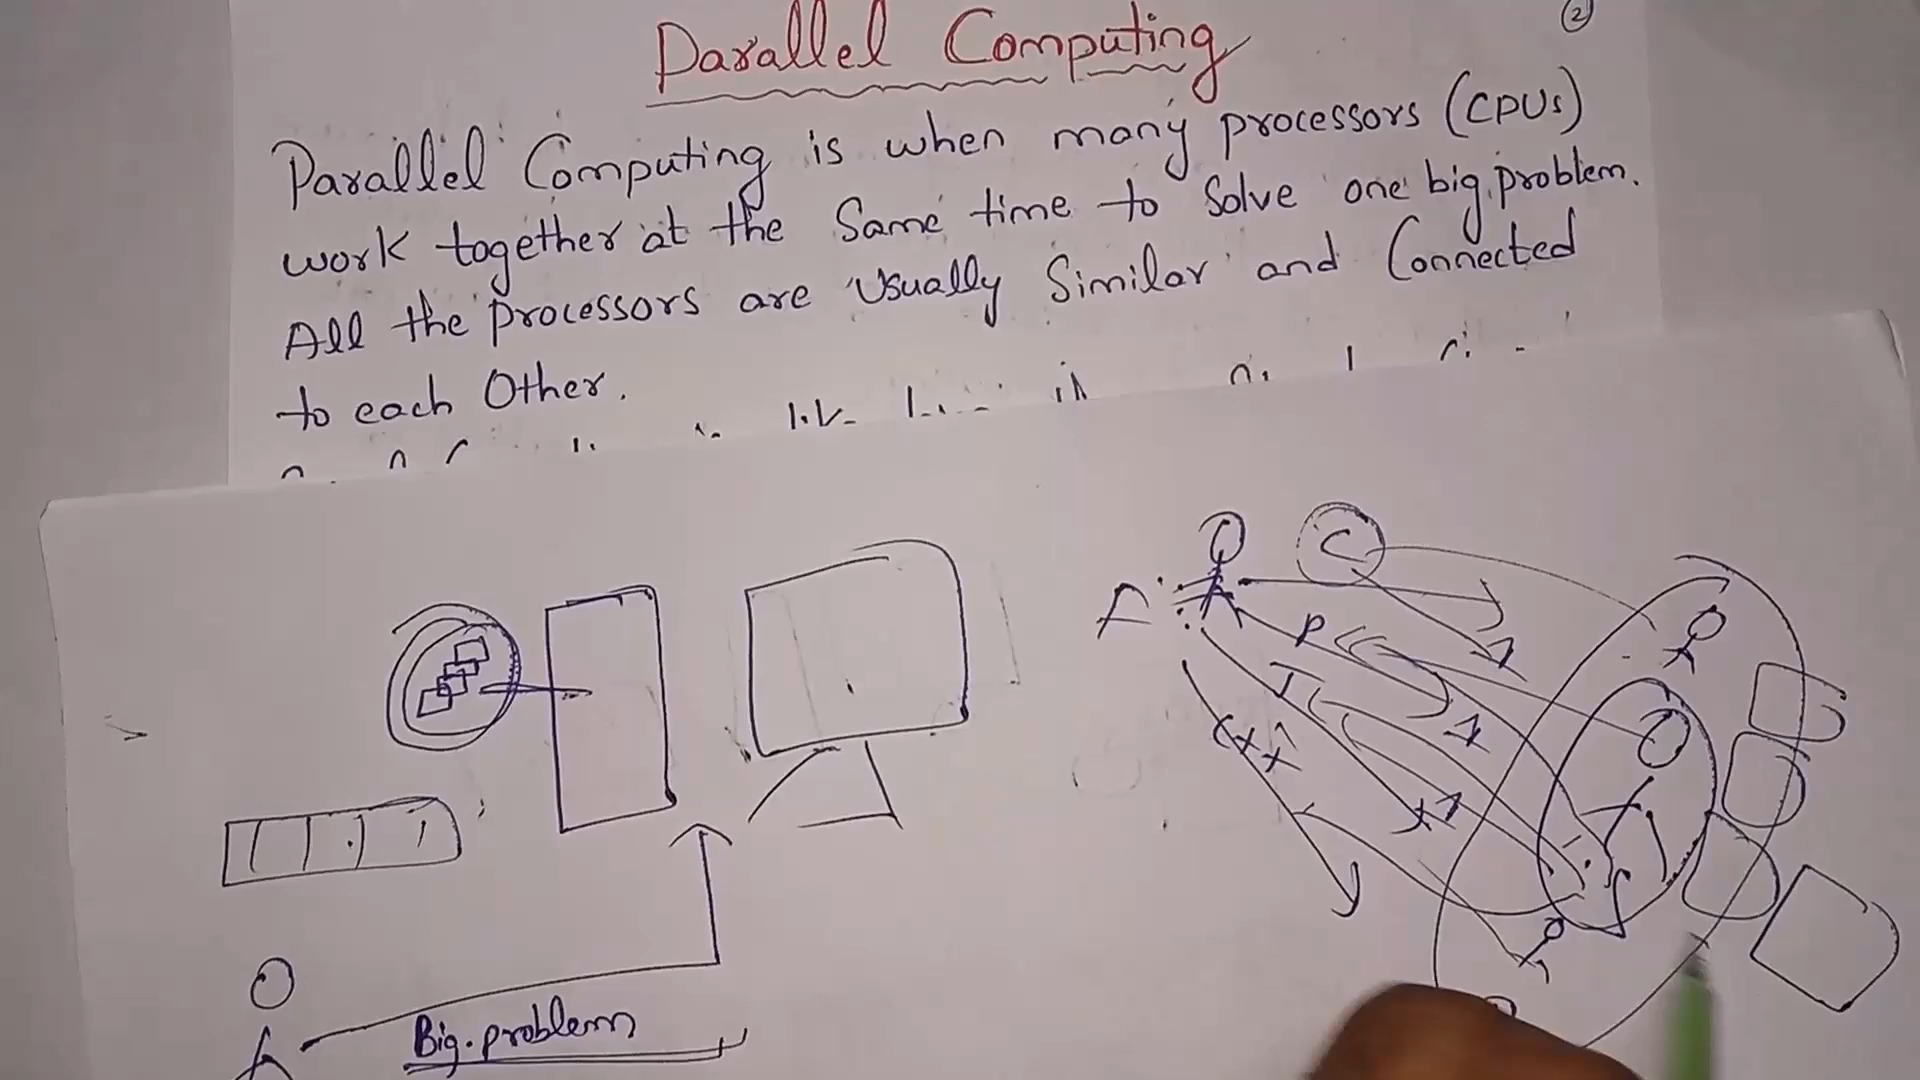 Parallel Computing
2
Parallel Computing is when many processors (CPUs)
work together at the Same time to Solve one big problem.
All the processors are Usually Similar and Connected
to each Other.
C
A
P
J
C++
Big. problem